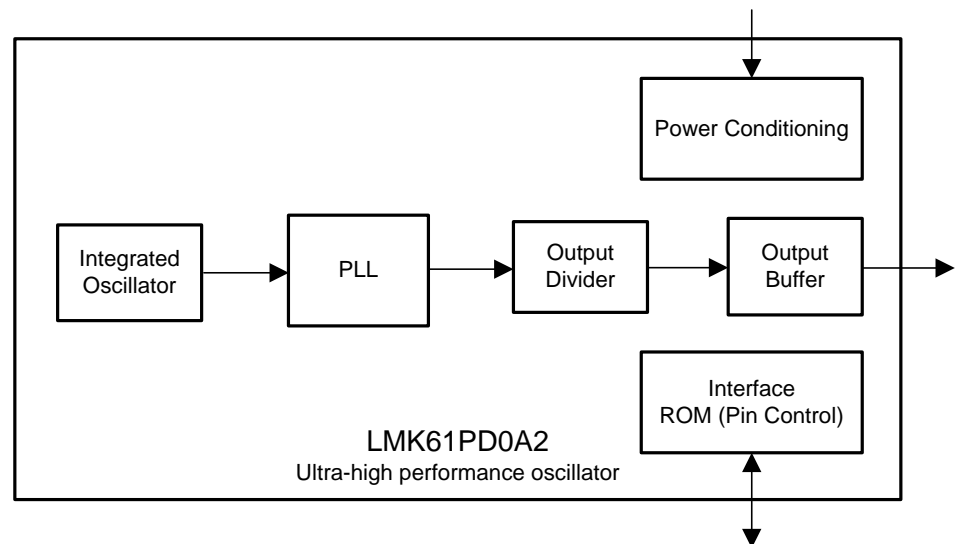 Power Conditioning
Integrated
Oscillator
PLL
Output
Divider
Output
Buffer
Interface
ROM (Pin Control)
LMK61PD0A2
Ultra-high performance oscillator